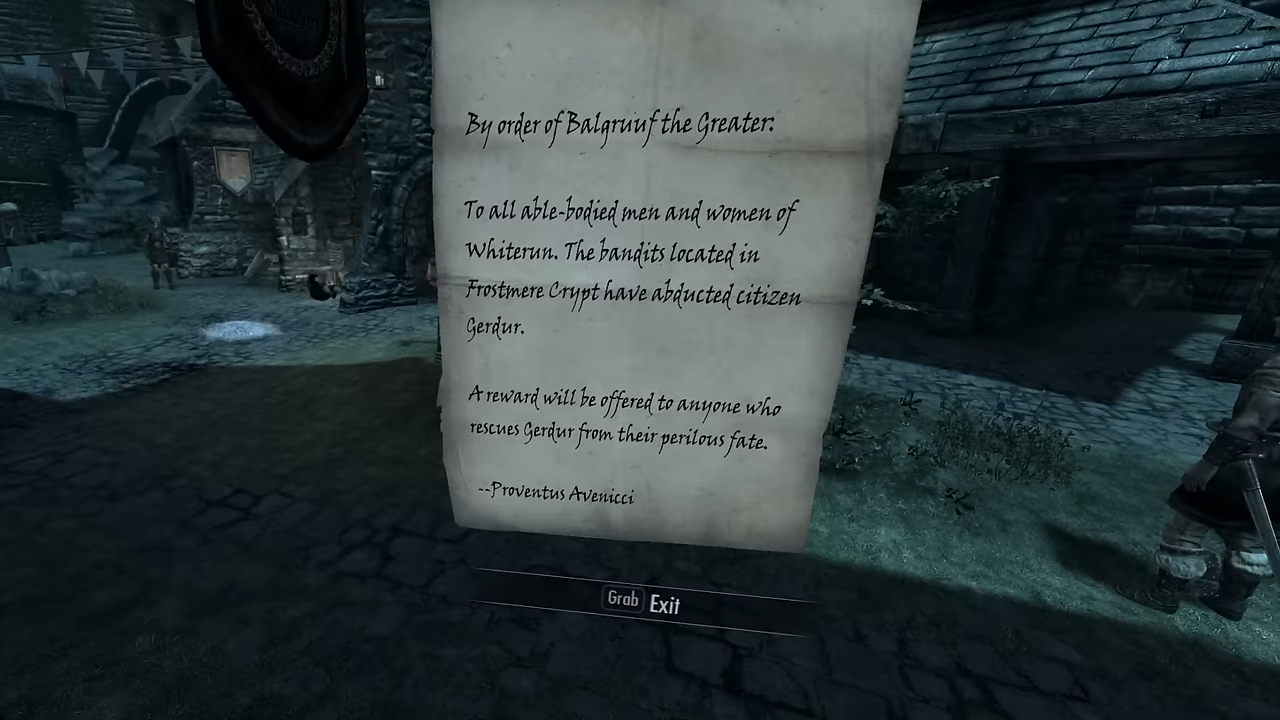 By order of Balgruuf the Greater:
To all able-bodied men and women of
Whiterun. The bandits located in
Frostmere Crypt have abducted citizen
Gerdur.
A reward will be offered to anyone who
rescues Gerdur from their perilous fate.
--Proventus Avenicci
Grab Exit